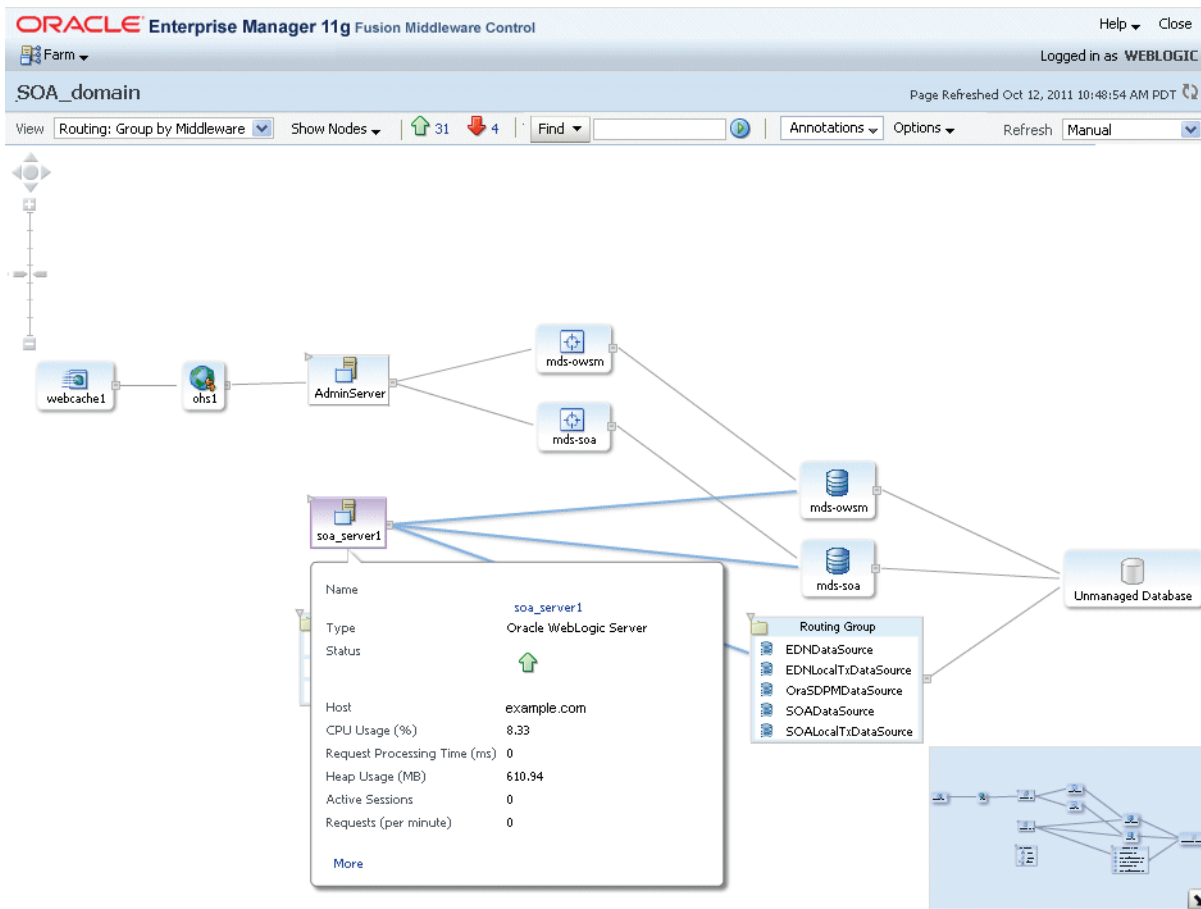 ORACLE Enterprise Manager 11g Fusion Middleware Control
Help Close
Farm
Logged in as WEBLOGIC
SOA_domain
Page Refreshed Oct 12, 2011 10:48:54 AM PDT
View Routing: Group by Middleware Show Nodes 31 4 Find Annotations Options Refresh Manual
mds-owsm
webcache1
ohs1
AdminServer
mds-soa
mds-owsm
soa_server1
mds-soa
Unmanaged Database
Name
soa_server1
Type Oracle WebLogic Server
Status
Host example.com
CPU Usage (%) 8.33
Request Processing Time (ms) 0
Heap Usage (MB) 610.94
Active Sessions 0
Requests (per minute) 0
More
Routing Group
EDNDataSource
EDNLocalTxDataSource
OraSDPMDataSource
SOADataSource
SOALocalTxDataSource